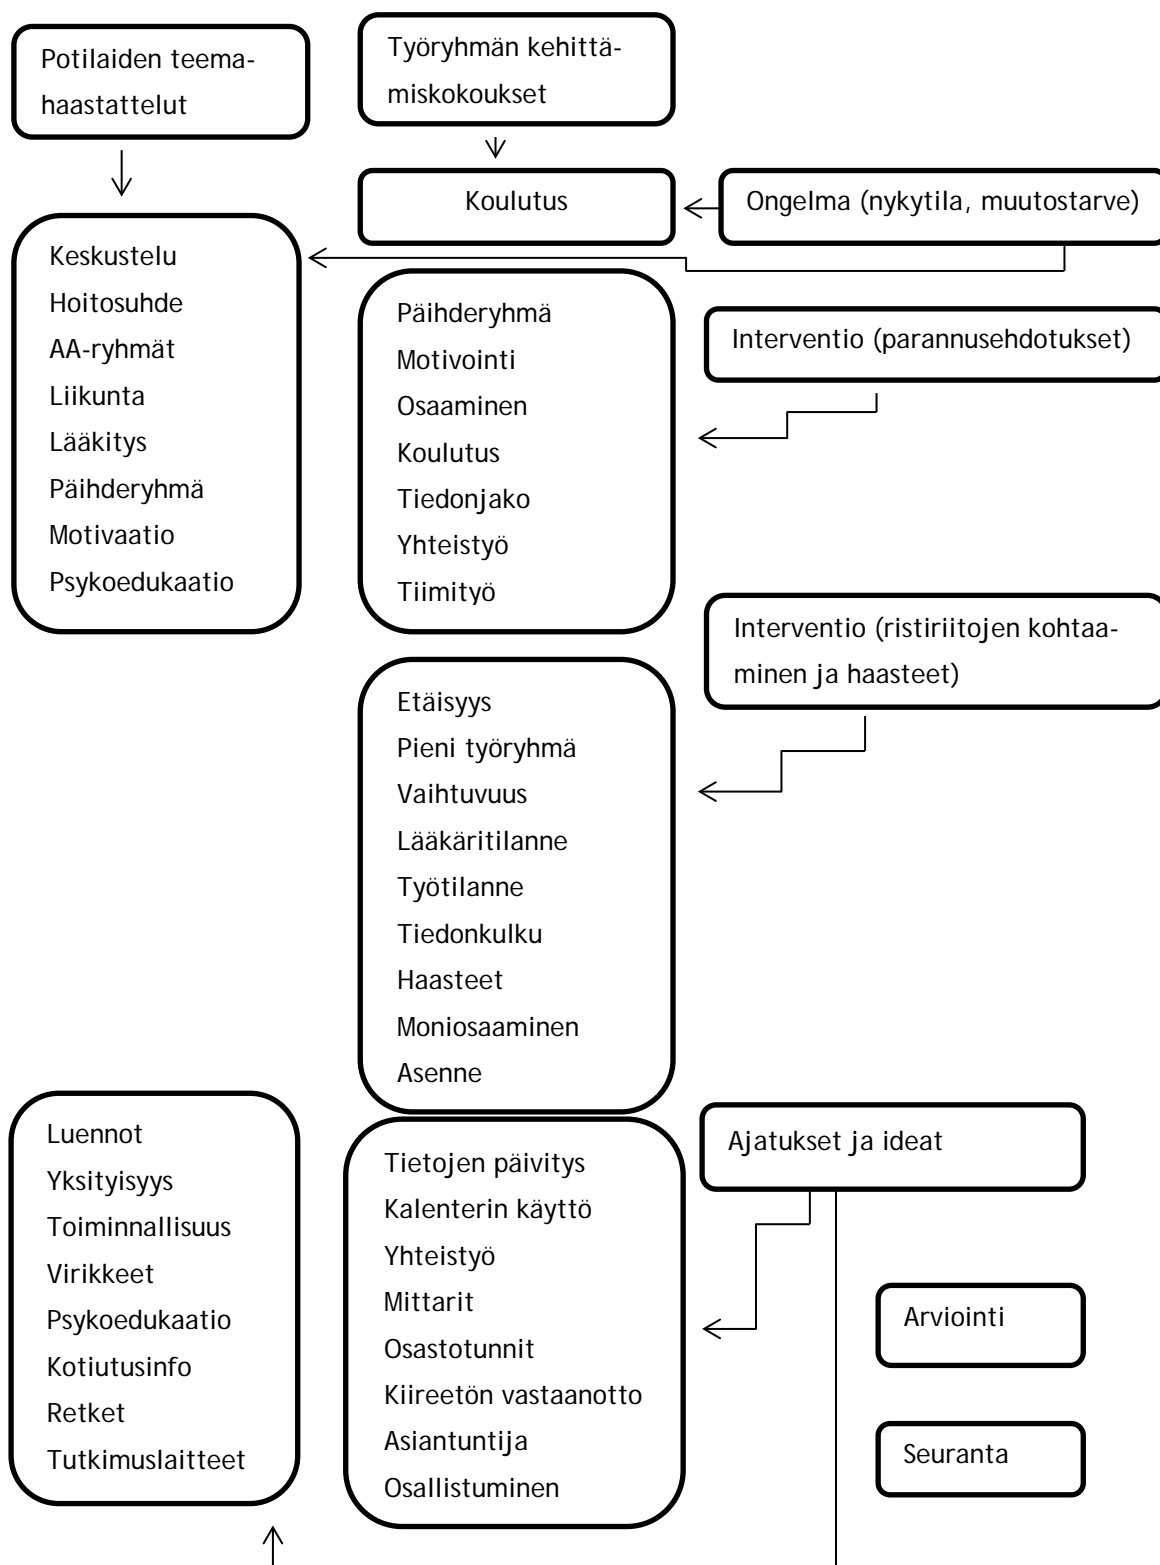 Potilaiden teema-
haastattelut
Työryhmän kehittä-
miskokoukset
Koulutus
Ongelma (nykytila, muutostarve)
Keskustelu
Hoitosuhde
AA-ryhmät
Liikunta
Lääkitys
Päihderyhmä
Motivaatio
Psykoedukaatio
Päihderyhmä
Motivointi
Osaaminen
Koulutus
Tiedonjako
Yhteistyö
Tiimityö
Interventio (parannusehdotukset)
Interventio (ristiriitojen kohtaa-
minen ja haasteet)
Etäisyys
Pieni työryhmä
Vaihtuvuus
Lääkäritilanne
Työtilanne
Tiedonkulku
Haasteet
Moniosaaminen
Asenne
Luennot
Yksityisyys
Toiminnallisuus
Virikkeet
Psykoedukaatio
Kotiutusinfo
Retket
Tutkimuslaitteet
Tietojen päivitys
Kalenterin käyttö
Yhteistyö
Mittarit
Osastotunnit
Kiireetön vastaanotto
Asiantuntija
Osallistuminen
Ajatukset ja ideat
Arviointi
Seuranta